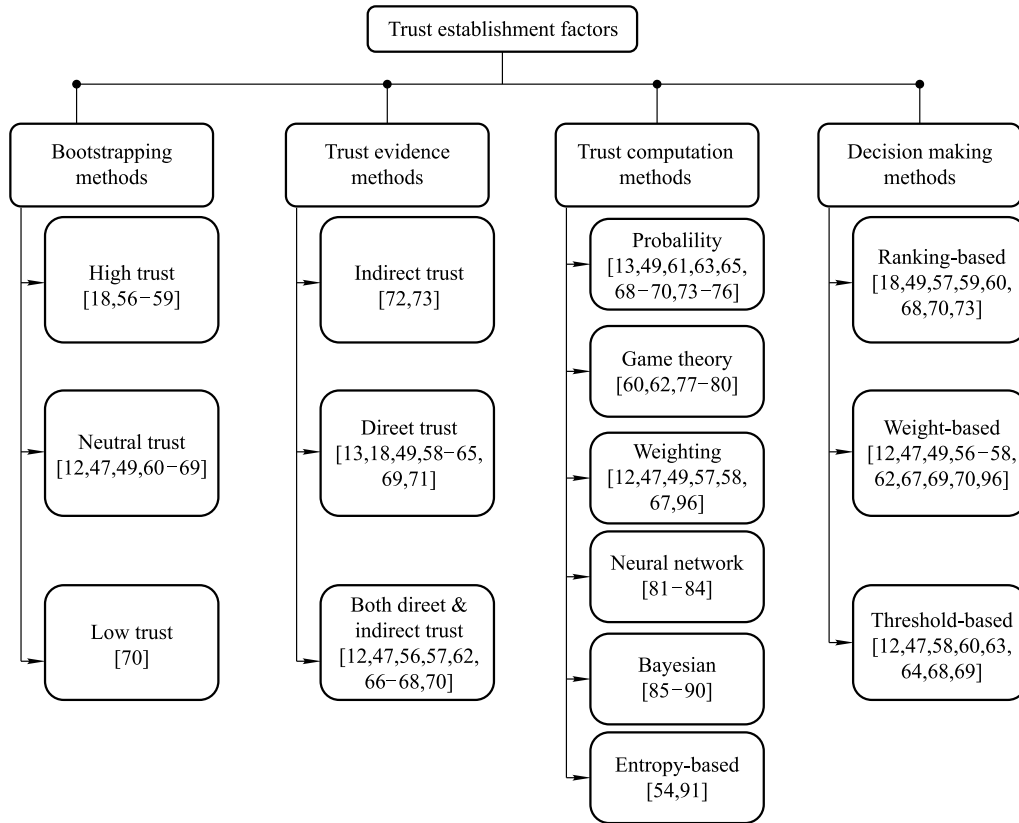 Trust establishment factors
Bootstrapping
methods
High trust
[18,56−59]
Neutral trust
[12,47,49,60−69]
Low trust
[70]
Trust evidence
methods
Indirect trust
[72,73]
Direet trust
[13,18,49,58−65,
69,71]
Both direet &
indirect trust
[12,47,56,57,62,
66−68,70]
Trust computation
methods
Probalility
[13,49,61,63,65,
68−70,73−76]
Game theory
[60,62,77−80]
Weighting
[12,47,49,57,58,
67,96]
Neural network
[81−84]
Bayesian
[85−90]
Entropy-based
[54,91]
Decision making
methods
Ranking-based
[18,49,57,59,60,
68,70,73]
Weight-based
[12,47,49,56−58,
62,67,69,70,96]
Threshold-based
[12,47,58,60,63,
64,68,69]